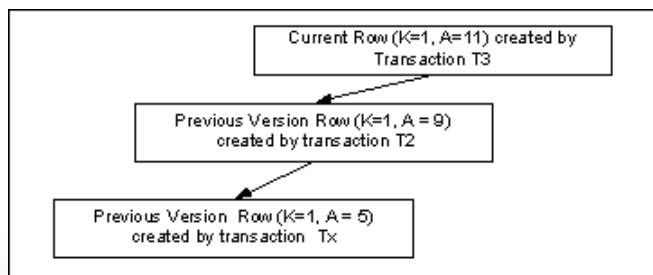 Current Row (K=1, A=11) created by
Transaction T3
Previous Version Row (K=1, A = 9)
created by transaction T2
Previous Version Row (K=1, A = 5)
created by transaction Tx